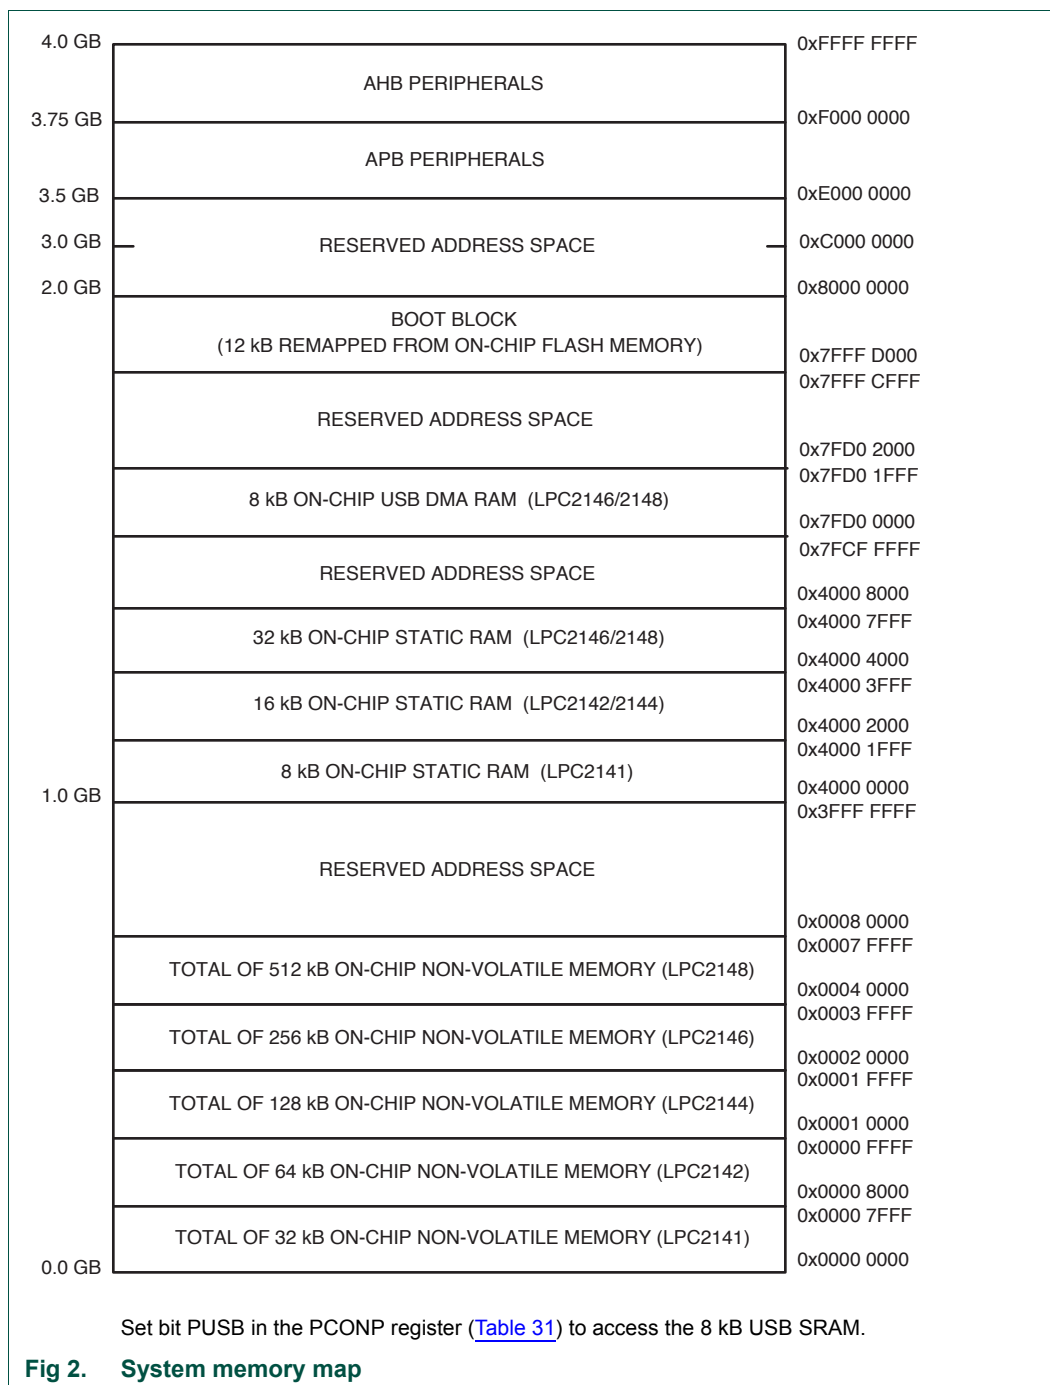 4.0 GB 0xFFFF FFFF
AHB PERIPHERALS
3.75 GB 0xF000 0000
APB PERIPHERALS
3.5 GB 0xE000 0000
3.0 GB RESERVED ADDRESS SPACE 0xC000 0000
2.0 GB 0x8000 0000
BOOT BLOCK
(12 kB REMAPPED FROM ON-CHIP FLASH MEMORY)
0x7FFF D000
0x7FFF CFFF
RESERVED ADDRESS SPACE
0x7FD0 2000
0x7FD0 1FFF
8 kB ON-CHIP USB DMA RAM (LPC2146/2148)
0x7FD0 0000
0x7FCF FFFF
RESERVED ADDRESS SPACE
0x4000 8000
0x4000 7FFF
32 kB ON-CHIP STATIC RAM (LPC2146/2148)
0x4000 4000
0x4000 3FFF
16 kB ON-CHIP STATIC RAM (LPC2142/2144)
0x4000 2000
0x4000 1FFF
8 kB ON-CHIP STATIC RAM (LPC2141)
0x4000 0000
1.0 GB
0x3FFF FFFF
RESERVED ADDRESS SPACE
0x0008 0000
0x0007 FFFF
TOTAL OF 512 kB ON-CHIP NON-VOLATILE MEMORY (LPC2148)
0x0004 0000
0x0003 FFFF
TOTAL OF 256 kB ON-CHIP NON-VOLATILE MEMORY (LPC2146)
0x0002 0000
0x0001 FFFF
TOTAL OF 128 kB ON-CHIP NON-VOLATILE MEMORY (LPC2144)
0x0001 0000
0x0000 FFFF
TOTAL OF 64 kB ON-CHIP NON-VOLATILE MEMORY (LPC2142)
0x0000 8000
0x0000 7FFF
TOTAL OF 32 kB ON-CHIP NON-VOLATILE MEMORY (LPC2141)
0.0 GB 0x0000 0000
Set bit PUSB in the PCONP register (Table 31) to access the 8 kB USB SRAM.
Fig 2. System memory map